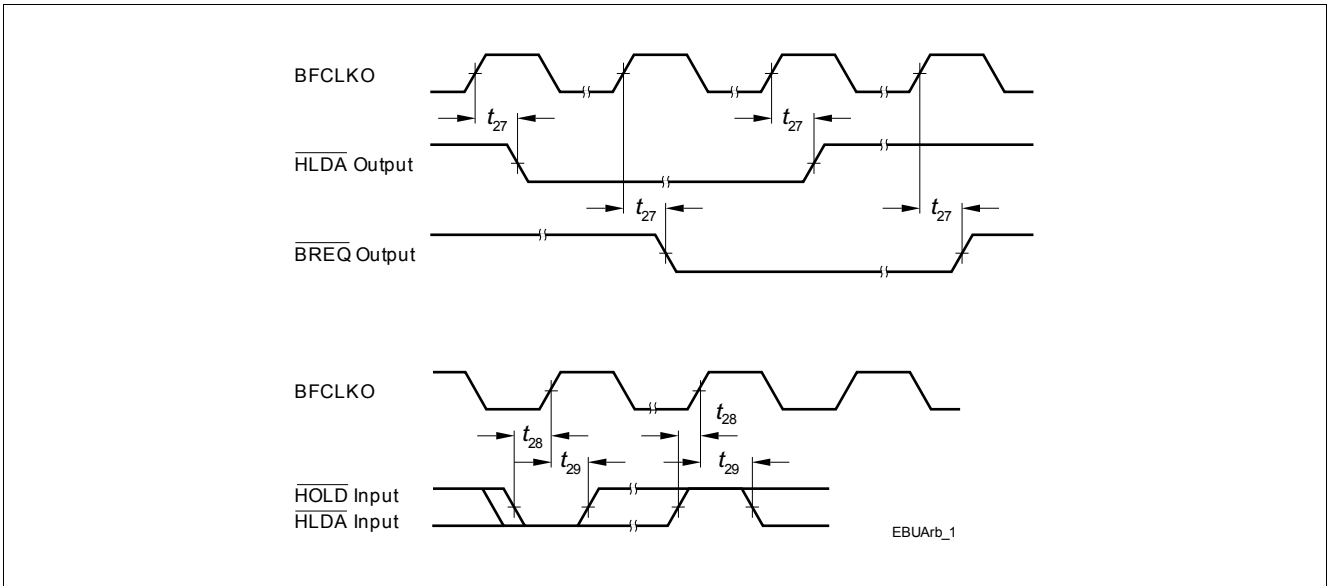 BFCLKO
t27
t27
HLDA Output
t27
t27
BREQ Output
BFCLKO
t28
t28
t29
t29
HOLD Input
HLDA Input
EBUArb_1